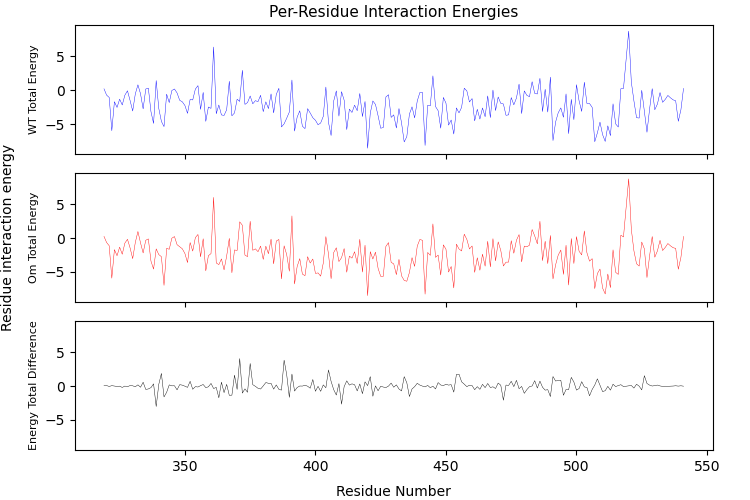 Per-Residue Interaction Energies
WT Total Energy
5
0
−5
Residue interaction energy
Om Total Energy
5
0
−5
Energy Total Difference
5
0
−5
350 400 450 500 550
Residue Number